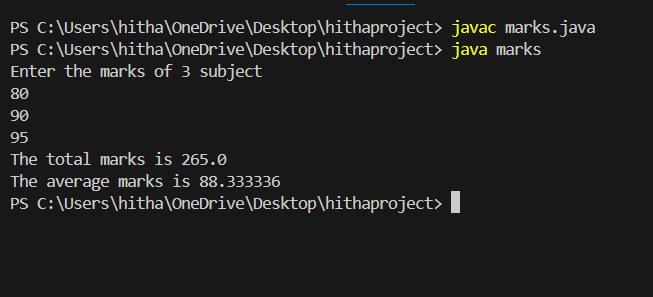 PS C:\Users\hitha\OneDrive\Desktop\hithaproject> javac marks.java
PS C:\Users\hitha\OneDrive\Desktop\hithaproject> java marks
Enter the marks of 3 subject
80
90
95
The total marks is 265.0
The average marks is 88.333336
PS C:\Users\hitha\OneDrive\Desktop\hithaproject>